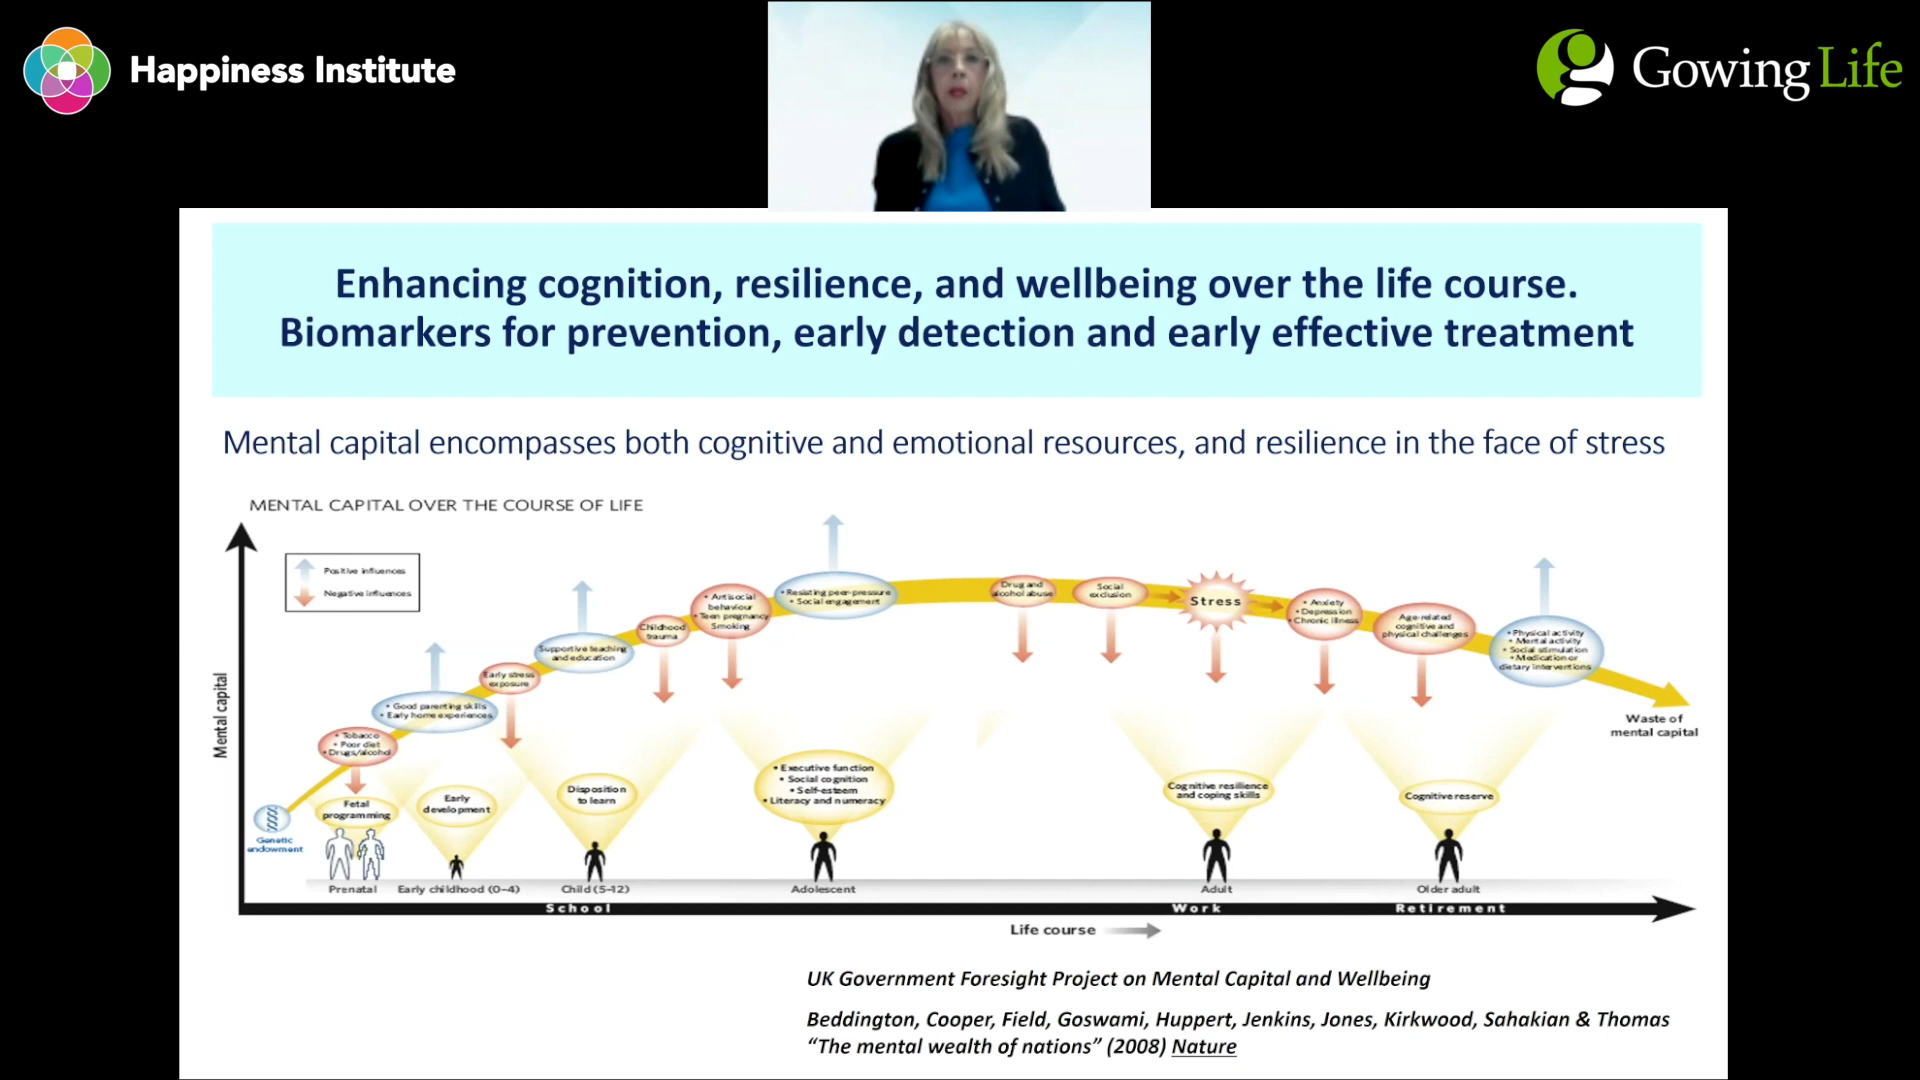 Happiness Institute
Gowing Life
Enhancing cognition, resilience, and wellbeing over the life course.
Biomarkers for prevention, early detection and early effective treatment
Mental capital encompasses both cognitive and emotional resources, and resilience in the face of stress
MENTAL CAPITAL OVER THE COURSE OF LIFE
Positive influences
Negative influences
Mental capital
Genetic
endowment
• Tobacco
• Poor diet
• Drugs/alcohol
• Good parenting skills
• Early home experiences
Early stress
exposure
Supportive teaching
and education
Childhood
trauma
• Antisocial
behaviour
• Teen pregnancy
Smoking
• Resisting peer-pressure
• Social engagement
Drug and
alcohol abuse
Social
exclusion
Stress
• Anxiety
• Depression
• Chronic illness
Age-related
cognitive and
physical challenges
• Physical activity
• Mental activity
• Social stimulation
• Medication or
dietary interventions
Waste of
mental capital
Fetal
programming
Early
development
Disposition
to learn
• Executive function
• Social cognition
• Self-esteem
• Literacy and numeracy
Cognitive resilience
and coping skills
Cognitive reserve
Prenatal
Early childhood (0–4)
Child (5–12)
Adolescent
Adult
Older adult
School
Work
Retirement
Life course
UK Government Foresight Project on Mental Capital and Wellbeing
Beddington, Cooper, Field, Goswami, Huppert, Jenkins, Jones, Kirkwood, Sahakian & Thomas
“The mental wealth of nations” (2008) Nature